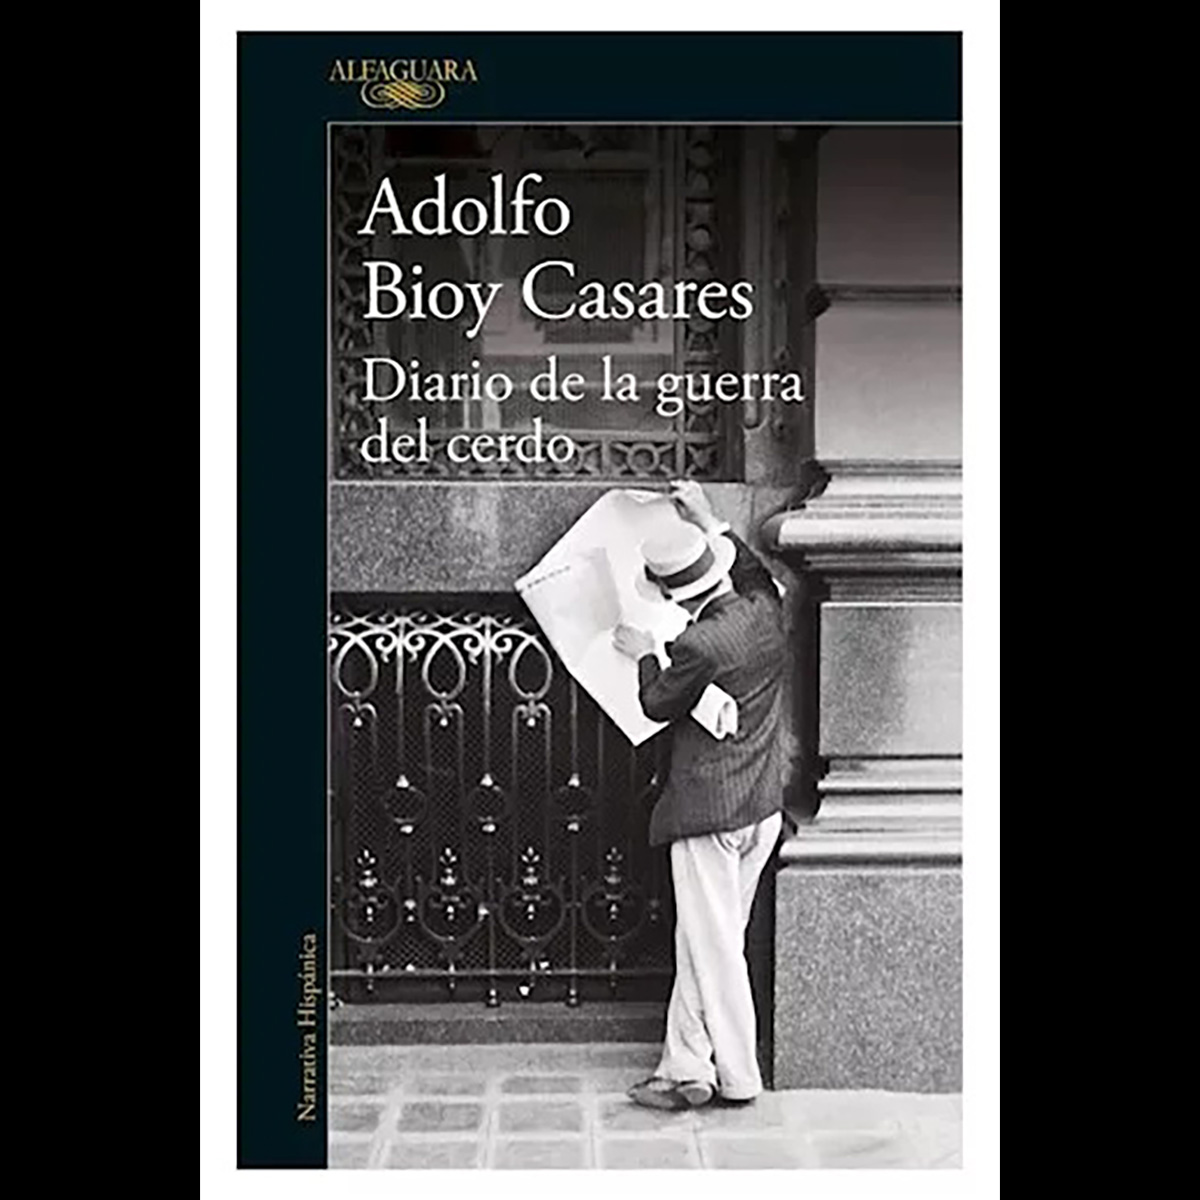 ALFAGUARA
Adolfo
Bioy Casares
Diario de la guerra
del cerdo
Narrativa Hispánica